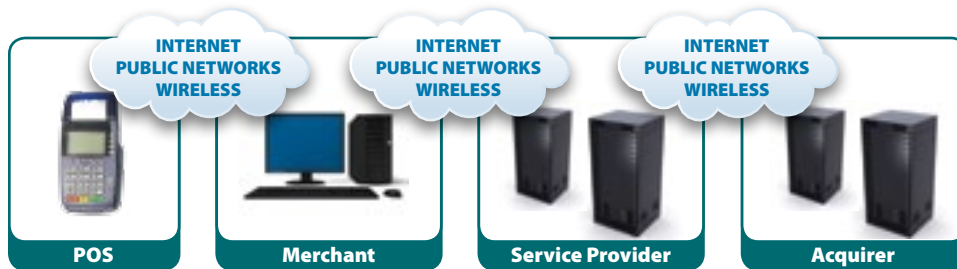 INTERNET
PUBLIC NETWORKS
WIRELESS
INTERNET
PUBLIC NETWORKS
WIRELESS
INTERNET
PUBLIC NETWORKS
WIRELESS
POS
Merchant
Service Provider
Acquirer